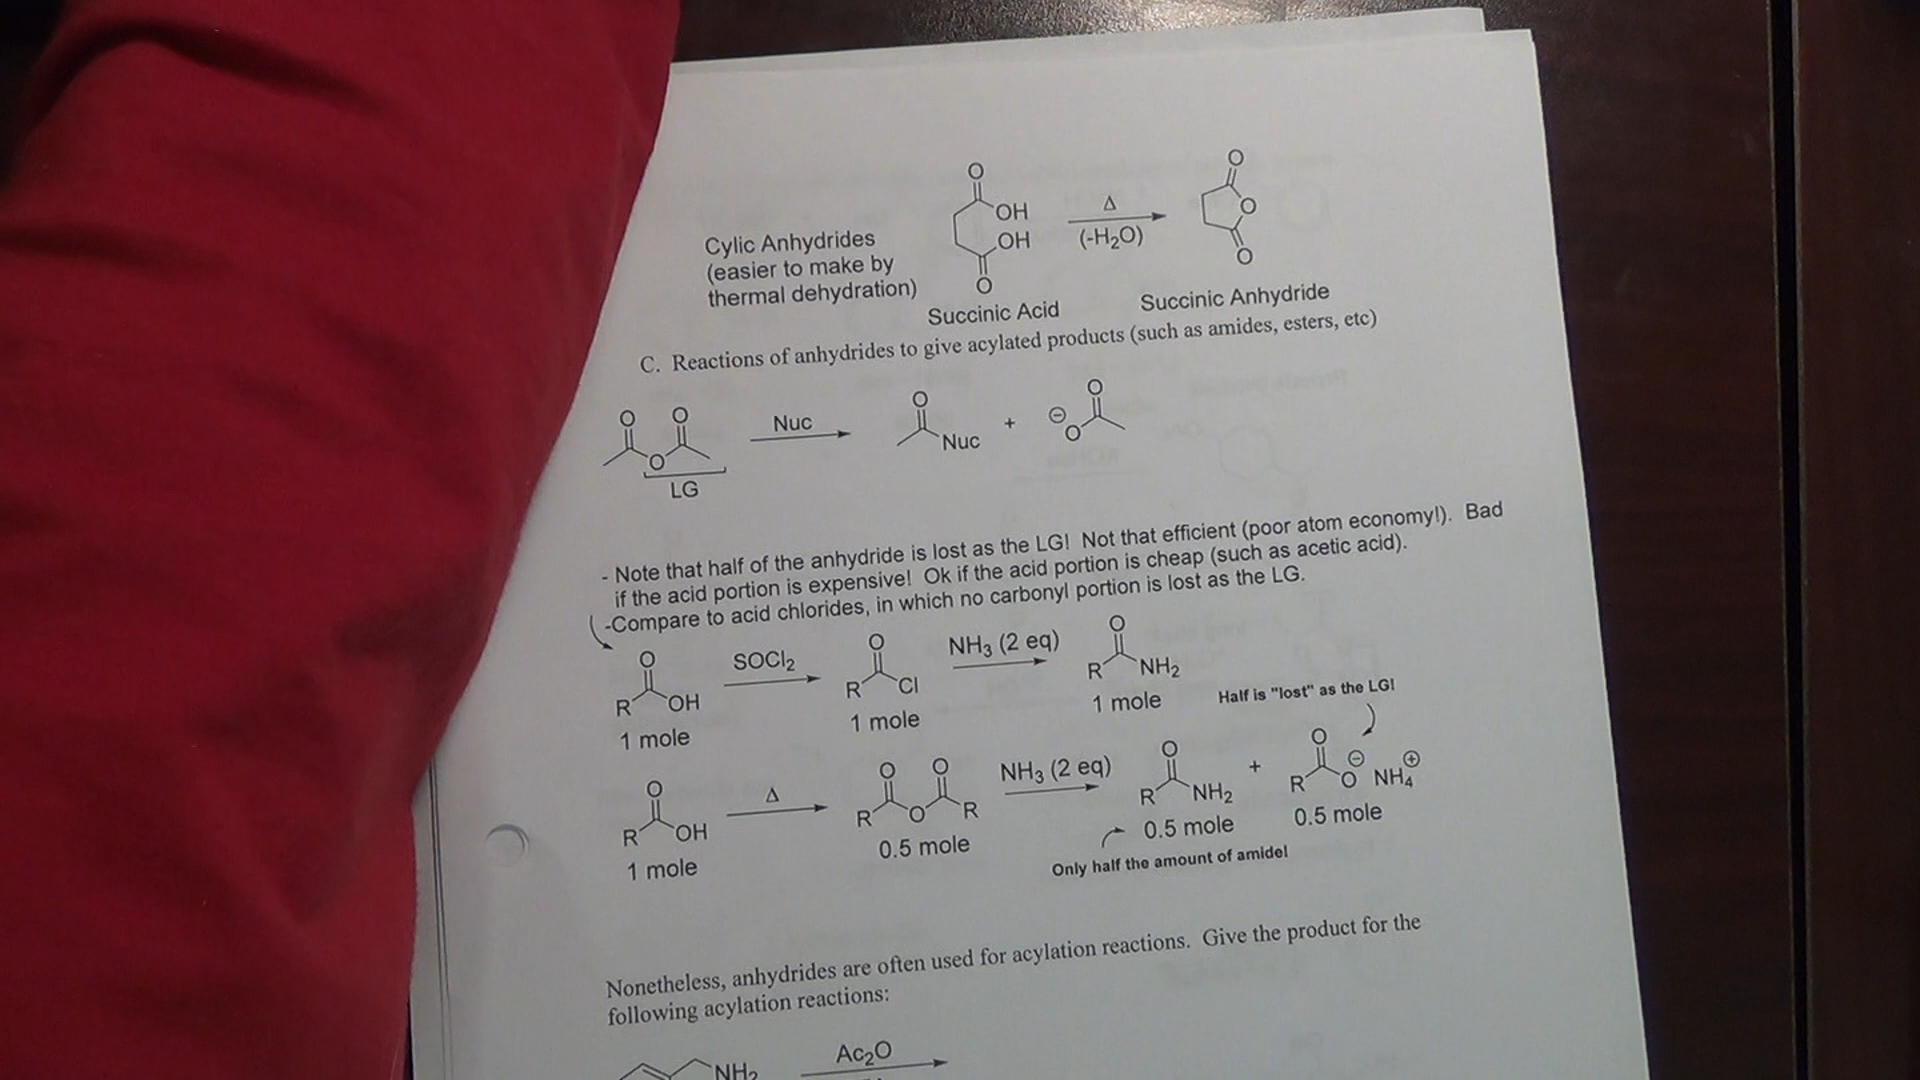 O
OH
OH
O
Δ
(-H2O)
O
O
O
Cylic Anhydrides
(easier to make by
thermal dehydration)
Succinic Acid
Succinic Anhydride
C. Reactions of anhydrides to give acylated products (such as amides, esters, etc)
O O
O
LG
Nuc
O
Nuc
+
⊖
O
O
- Note that half of the anhydride is lost as the LG! Not that efficient (poor atom economy!). Bad
if the acid portion is expensive! Ok if the acid portion is cheap (such as acetic acid).
-Compare to acid chlorides, in which no carbonyl portion is lost as the LG.
O
R OH
1 mole
SOCl2
O
R Cl
1 mole
NH3 (2 eq)
O
R NH2
1 mole
Half is "lost" as the LG!
O
R OH
1 mole
Δ
O O
R O R
0.5 mole
NH3 (2 eq)
O
R NH2
0.5 mole
+
O
R O ⊖ NH4 ⊕
0.5 mole
Only half the amount of amide!
Nonetheless, anhydrides are often used for acylation reactions. Give the product for the
following acylation reactions:
NH2
Ac2O